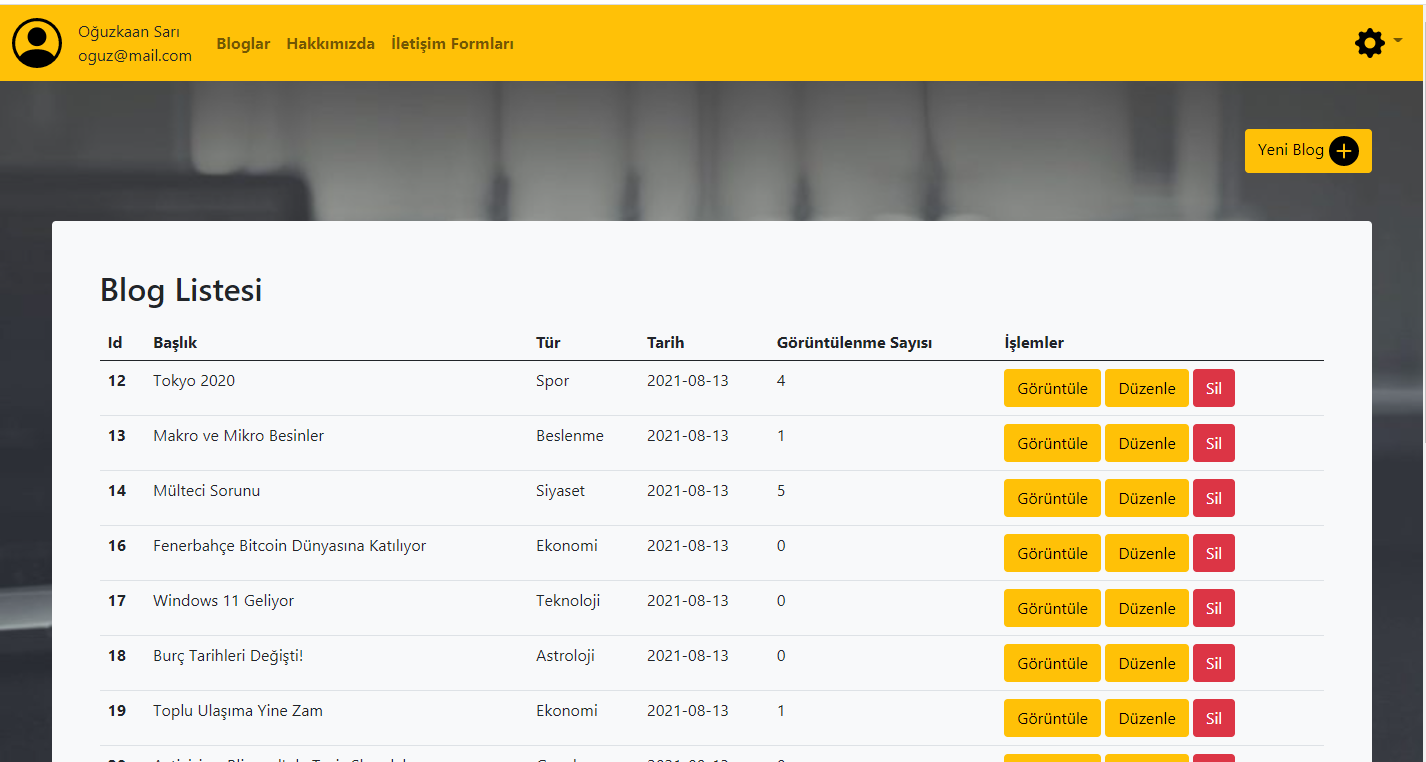 Oğuzkaan Sarı
oguz@mail.com
Bloglar Hakkımızda İletişim Formları
Yeni Blog
Blog Listesi
Id Başlık Tür Tarih Görüntülenme Sayısı İşlemler
12 Tokyo 2020 Spor 2021-08-13 4 Görüntüle Düzenle Sil
13 Makro ve Mikro Besinler Beslenme 2021-08-13 1 Görüntüle Düzenle Sil
14 Mülteci Sorunu Siyaset 2021-08-13 5 Görüntüle Düzenle Sil
16 Fenerbahçe Bitcoin Dünyasına Katılıyor Ekonomi 2021-08-13 0 Görüntüle Düzenle Sil
17 Windows 11 Geliyor Teknoloji 2021-08-13 0 Görüntüle Düzenle Sil
18 Burç Tarihleri Değişti! Astroloji 2021-08-13 0 Görüntüle Düzenle Sil
19 Toplu Ulaşıma Yine Zam Ekonomi 2021-08-13 1 Görüntüle Düzenle Sil